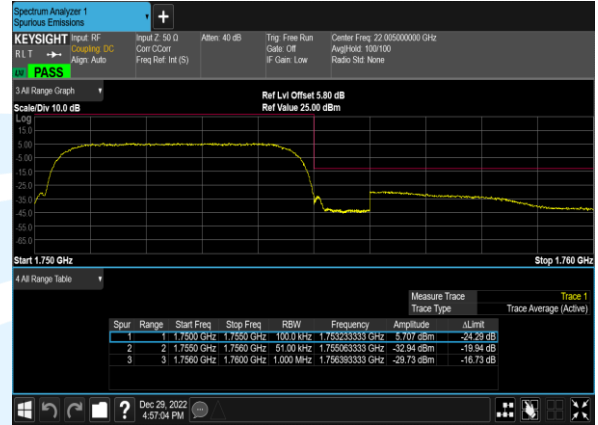 Spectrum Analyzer 1
Spurious Emissions
KEYSIGHT
RLT
LW PASS
Input: RF
Coupling: DC
Align: Auto
Input Z: 50 Ω
Corr CCorr
Freq Ref: Int (S)
Atten: 40 dB
Trig: Free Run
Gate: Off
IF Gain: Low
Center Freq: 22.005000000 GHz
Avg|Hold: 100/100
Radio Std: None
3 All Range Graph
Scale/Div 10.0 dB
Ref Lvl Offset 5.80 dB
Ref Value 25.00 dBm
Log
15.0
5.00
-5.00
-15.0
-25.0
-35.0
-45.0
-55.0
-65.0
Start 1.750 GHz
Stop 1.760 GHz
4 All Range Table
Measure Trace Trace 1
Trace Type Trace Average (Active)
Spur Range Start Freq Stop Freq RBW Frequency Amplitude ΔLimit
1 1 1.7500 GHz 1.7550 GHz 100.0 kHz 1.753233333 GHz 5.707 dBm -24.29 dB
2 2 1.7550 GHz 1.7560 GHz 51.00 kHz 1.755063333 GHz -32.94 dBm -19.94 dB
3 3 1.7560 GHz 1.7600 GHz 1.000 MHz 1.756393333 GHz -29.73 dBm -16.73 dB
Dec 29, 2022
4:57:04 PM